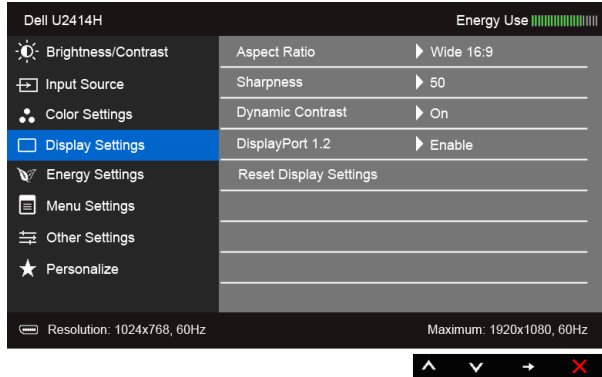 Dell U2414H Energy Use
Brightness/Contrast Aspect Ratio Wide 16:9
Input Source Sharpness 50
Color Settings Dynamic Contrast On
Display Settings DisplayPort 1.2 Enable
Energy Settings Reset Display Settings
Menu Settings
Other Settings
Personalize
Resolution: 1024x768, 60Hz Maximum: 1920x1080, 60Hz